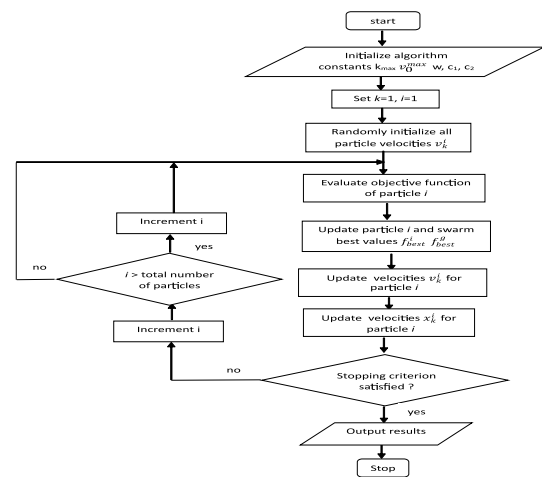 start
Initialize algorithm
constants kₘₐₓ v₀ᵐᵃˣ w, c₁, c₂
Set k=1, i=1
Randomly initialize all
particle velocities vₖⁱ
Evaluate objective function
of particle i
Increment i
Update particle i and swarm
best values fⁱ_best f^g_best
yes
no
i > total number
of particles
Update velocities vₖⁱ for
particle i
Increment i
Update velocities xₖⁱ for
particle i
no
Stopping criterion
satisfied ?
yes
Output results
Stop